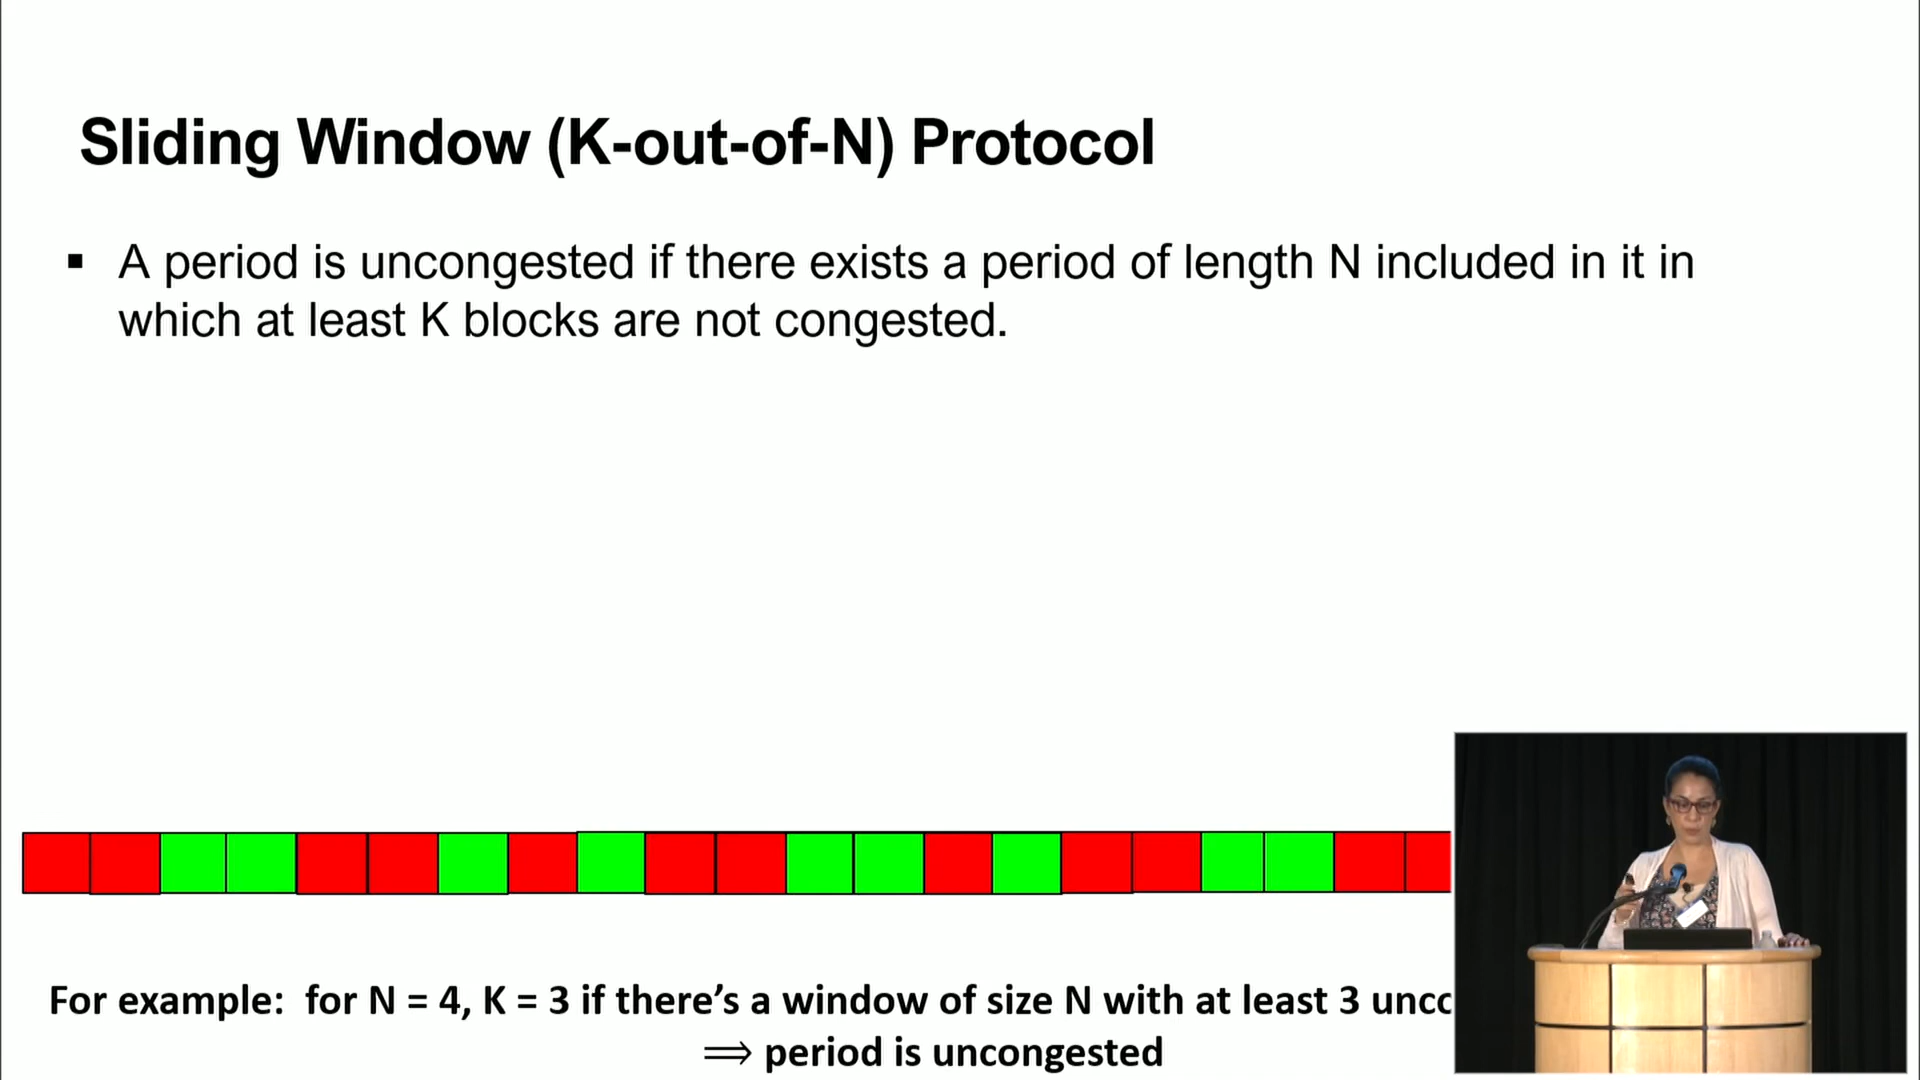 Sliding Window (K-out-of-N) Protocol
▪ A period is uncongested if there exists a period of length N included in it in
which at least K blocks are not congested.
For example: for N = 4, K = 3 if there’s a window of size N with at least 3
⟹ period is uncongested